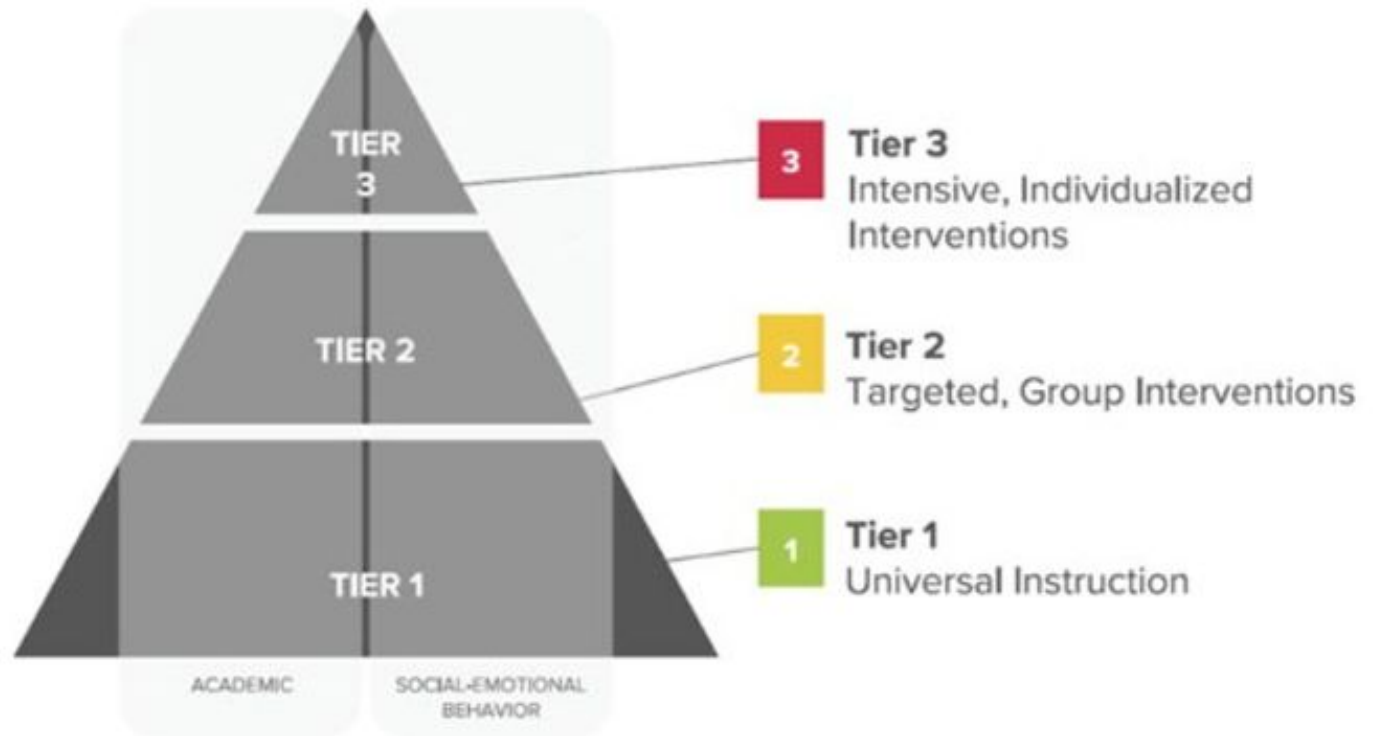 TIER
3
TIER 2
TIER 1
ACADEMIC
SOCIAL-EMOTIONAL
BEHAVIOR
3
Tier 3
Intensive, Individualized
Interventions
2
Tier 2
Targeted, Group Interventions
1
Tier 1
Universal Instruction